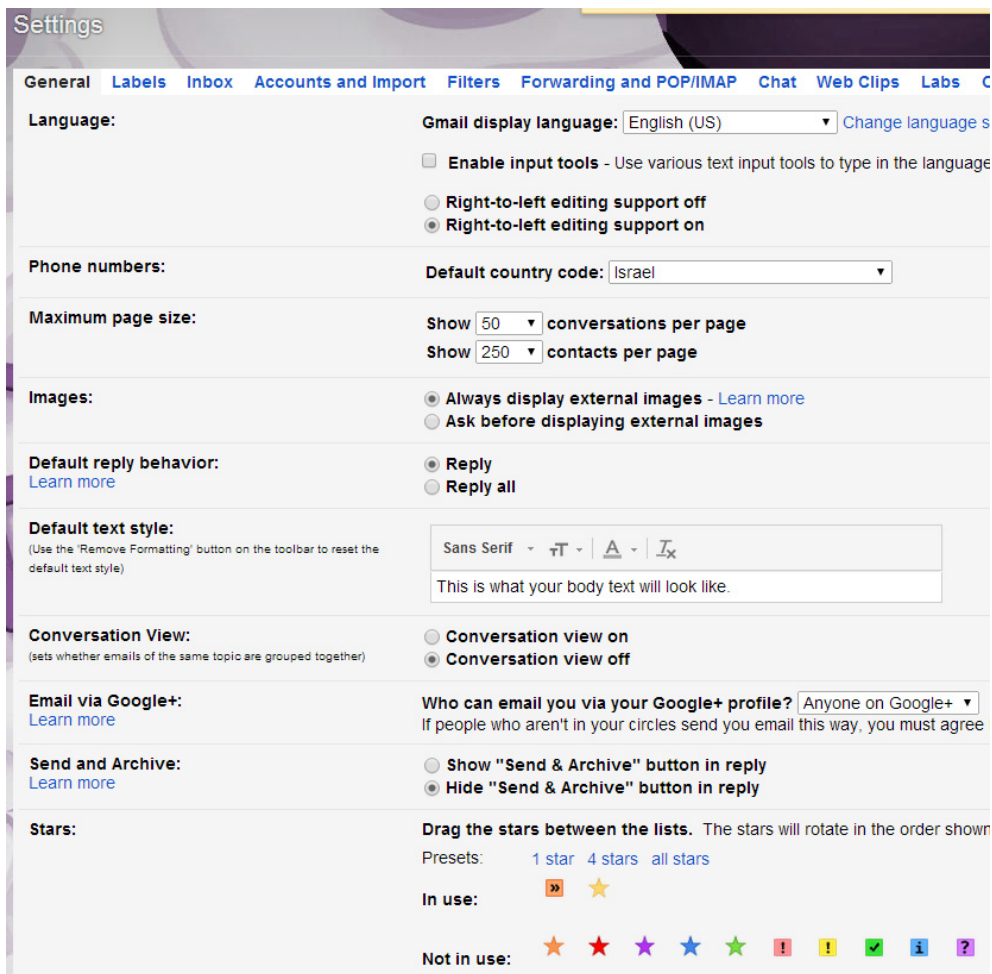 Settings
General Labels Inbox Accounts and Import Filters Forwarding and POP/IMAP Chat Web Clips Labs
Language:
Gmail display language: English (US) Change language s
Enable input tools - Use various text input tools to type in the language
Right-to-left editing support off
Right-to-left editing support on
Phone numbers:
Default country code: Israel
Maximum page size:
Show 50 conversations per page
Show 250 contacts per page
Images:
Always display external images - Learn more
Ask before displaying external images
Default reply behavior:
Learn more
Reply
Reply all
Default text style:
(Use the 'Remove Formatting' button on the toolbar to reset the
default text style)
Sans Serif
This is what your body text will look like.
Conversation View:
(sets whether emails of the same topic are grouped together)
Conversation view on
Conversation view off
Email via Google+:
Learn more
Who can email you via your Google+ profile? Anyone on Google+
If people who aren't in your circles send you email this way, you must agree
Send and Archive:
Learn more
Show "Send & Archive" button in reply
Hide "Send & Archive" button in reply
Stars:
Drag the stars between the lists. The stars will rotate in the order shown
Presets: 1 star 4 stars all stars
In use:
Not in use: